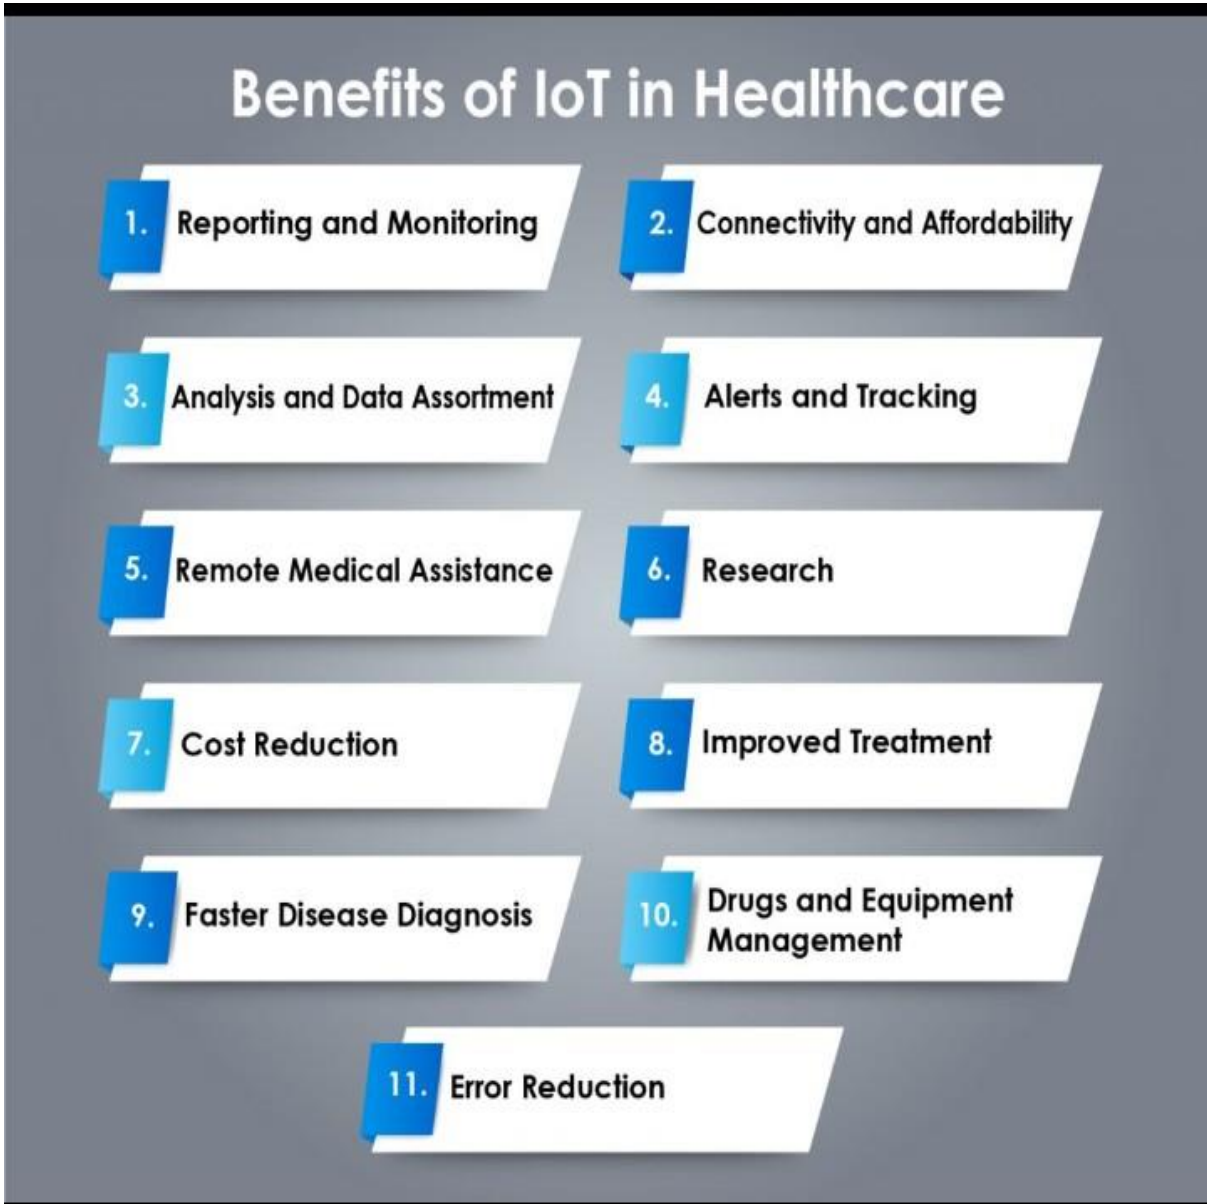 Benefits of IoT in Healthcare
1. Reporting and Monitoring
2. Connectivity and Affordability
3. Analysis and Data Assortment
4. Alerts and Tracking
5. Remote Medical Assistance
6. Research
7. Cost Reduction
8. Improved Treatment
9. Faster Disease Diagnosis
10. Drugs and Equipment
Management
11. Error Reduction